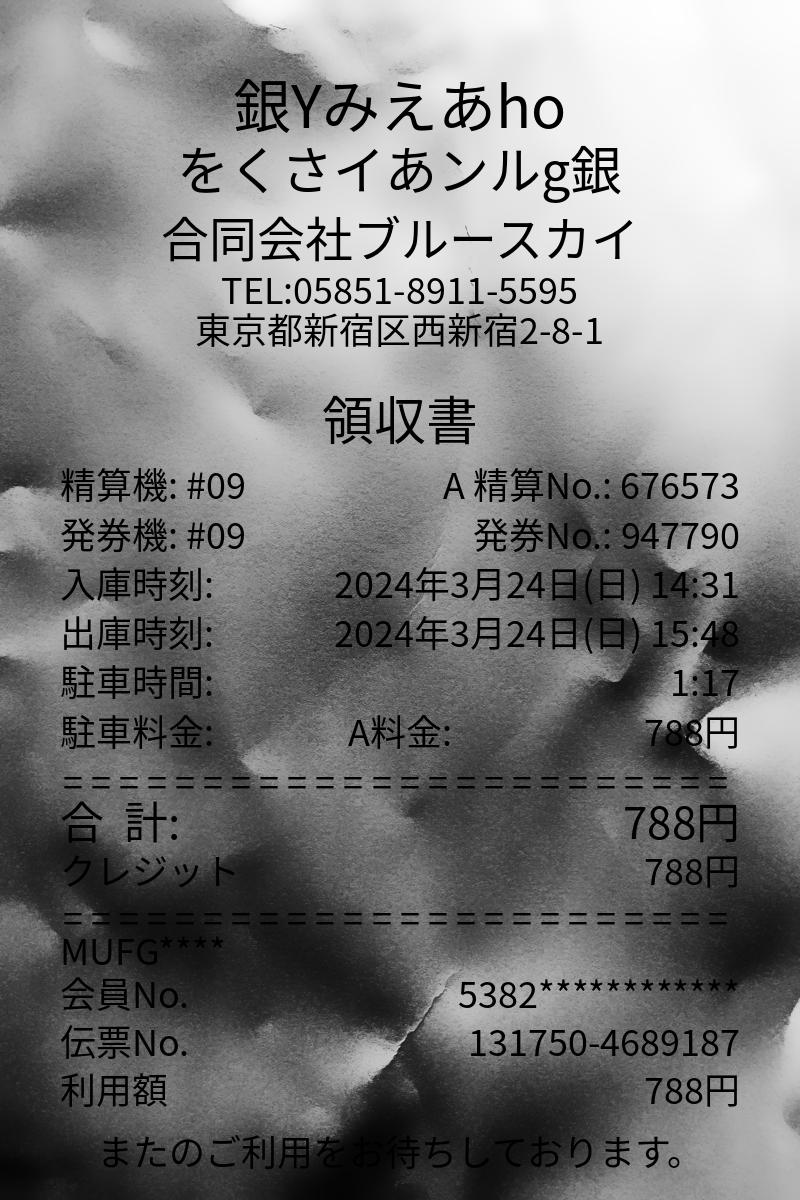 銀Yみえあho
をくさイあンルg銀
合同会社ブルースカイ
TEL:05851-8911-5595
東京都新宿区西新宿2-8-1
領収書
精算機: #09 A 精算No.: 676573
発券機: #09 発券No.: 947790
入庫時刻: 2024年3月24日(日) 14:31
出庫時刻: 2024年3月24日(日) 15:48
駐車時間: 1:17
駐車料金: A料金: 788円
========================
合 計: 788円
クレジット 788円
========================
MUFG****
会員No. 5382************
伝票No. 131750-4689187
利用額 788円
またのご利用をお待ちしております。